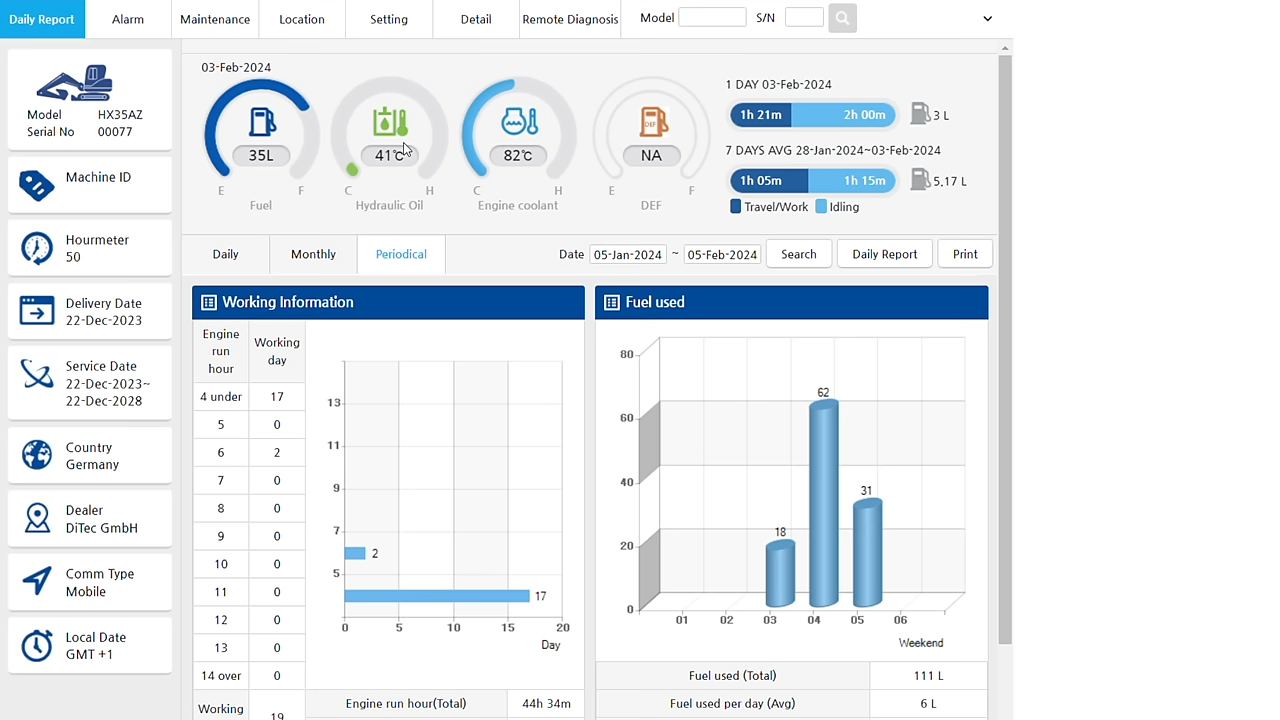 Daily Report
Alarm
Maintenance
Location
Setting
Detail
Remote Diagnosis
Model
S/N
Model HX35AZ
Serial No 00077
Machine ID
Hourmeter
50
Delivery Date
22-Dec-2023
Service Date
22-Dec-2023~
22-Dec-2028
Country
Germany
Dealer
DiTec GmbH
Comm Type
Mobile
Local Date
GMT +1
03-Feb-2024
35L
E F
Fuel
41℃
C H
Hydraulic Oil
82℃
C H
Engine coolant
DEF
NA
E F
DEF
1 DAY 03-Feb-2024
1h 21m 2h 00m 3 L
7 DAYS AVG 28-Jan-2024~03-Feb-2024
1h 05m 1h 15m 5,17 L
Travel/Work Idling
Daily
Monthly
Periodical
Date 05-Jan-2024 ~ 05-Feb-2024
Search
Daily Report
Print
Working Information
Engine run hour
Working day
4 under 17
5 0
6 2
7 0
8 0
9 0
10 0
11 0
12 0
13 0
14 over 0
Working 19
13
11
9
7
5
2
17
0 5 10 15 20
Day
Engine run hour(Total) 44h 34m
Fuel used
80
60
40
20
0
18
62
31
01 02 03 04 05 06
Weekend
Fuel used (Total) 111 L
Fuel used per day (Avg) 6 L